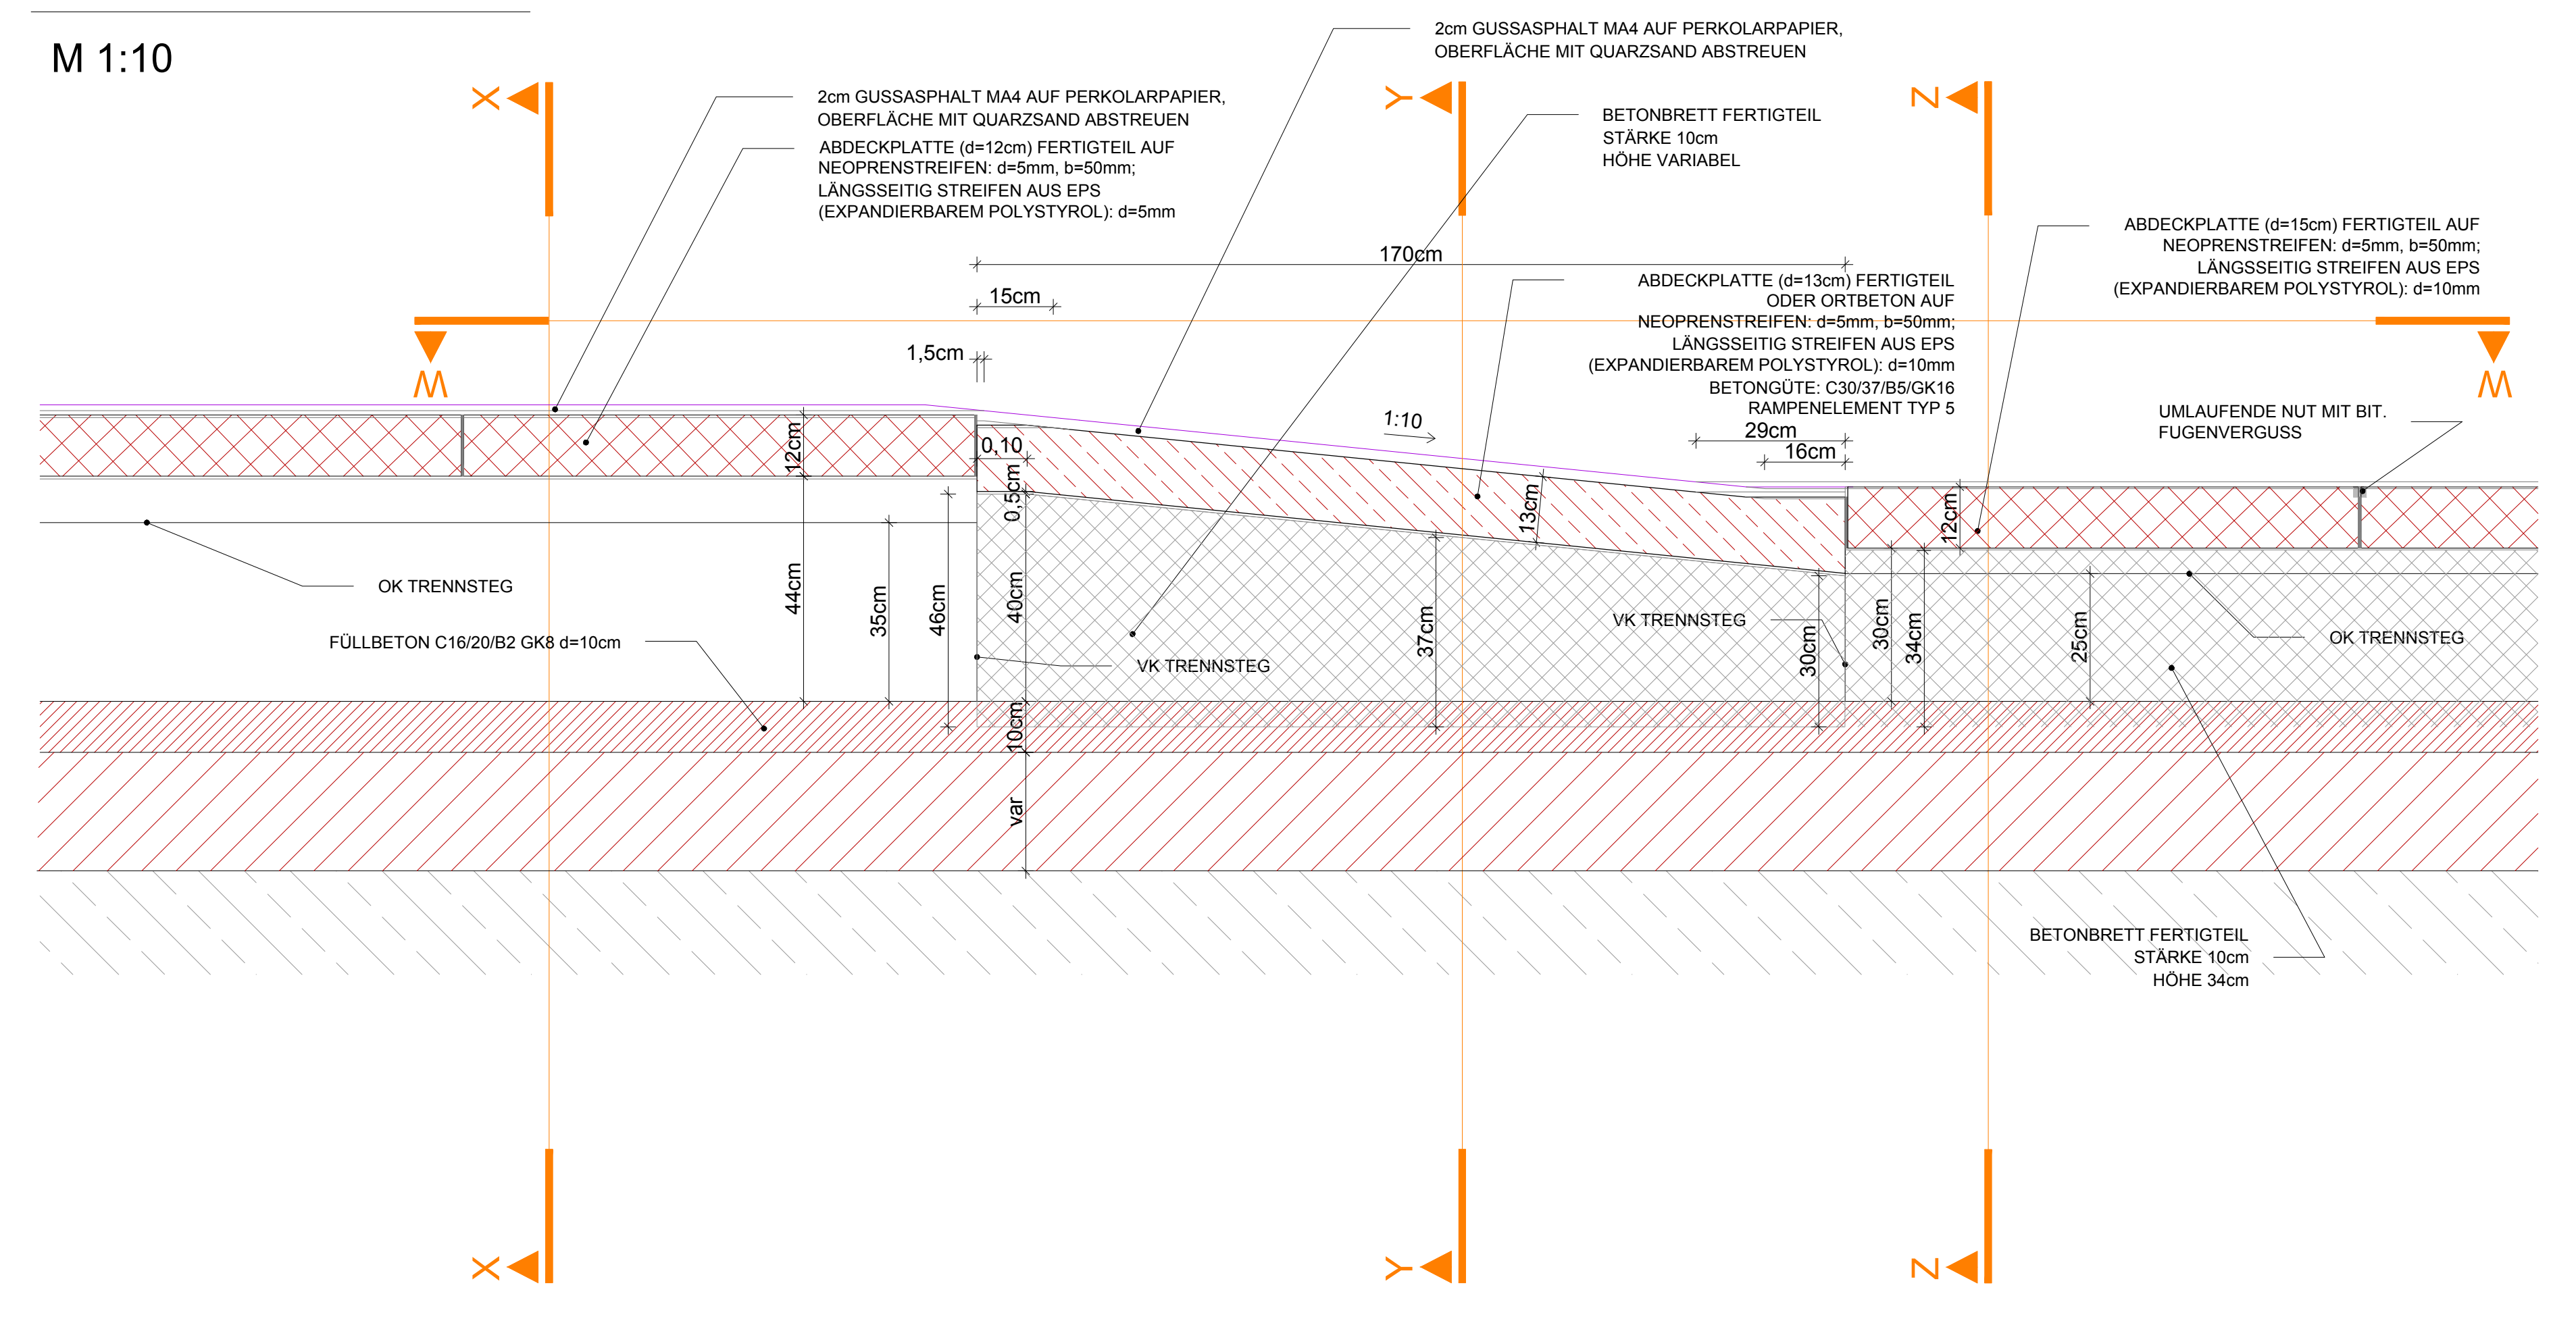 M 1:10
2cm GUSSASPHALT MA4 AUF PERKOLARPAPIER,
OBERFLÄCHE MIT QUARZSAND ABSTREUEN
X
Y
Z
2cm GUSSASPHALT MA4 AUF PERKOLARPAPIER,
OBERFLÄCHE MIT QUARZSAND ABSTREUEN
ABDECKPLATTE (d=12cm) FERTIGTEIL AUF
NEOPRENSTREIFEN: d=5mm, b=50mm;
LÄNGSSEITIG STREIFEN AUS EPS
(EXPANDIERBAREM POLYSTYROL): d=5mm
BETONBRETT FERTIGTEIL
STÄRKE 10cm
HÖHE VARIABEL
ABDECKPLATTE (d=15cm) FERTIGTEIL AUF
NEOPRENSTREIFEN: d=5mm, b=50mm;
LÄNGSSEITIG STREIFEN AUS EPS
(EXPANDIERBAREM POLYSTYROL): d=10mm
170cm
15cm
1,5cm
ABDECKPLATTE (d=13cm) FERTIGTEIL
ODER ORTBETON AUF
NEOPRENSTREIFEN: d=5mm, b=50mm;
LÄNGSSEITIG STREIFEN AUS EPS
(EXPANDIERBAREM POLYSTYROL): d=10mm
BETONGÜTE: C30/37/B5/GK16
RAMPENELEMENT TYP 5
W
W
UMLAUFENDE NUT MIT BIT.
FUGENVERGUSS
1:10
29cm
16cm
12cm
0,10
0,5cm
13cm
12cm
OK TRENNSTEG
44cm
35cm
46cm
40cm
37cm
30cm
30cm
34cm
25cm
VK TRENNSTEG
OK TRENNSTEG
FÜLLBETON C16/20/B2 GK8 d=10cm
VK TRENNSTEG
10cm
var
BETONBRETT FERTIGTEIL
STÄRKE 10cm
HÖHE 34cm
X
Y
Z